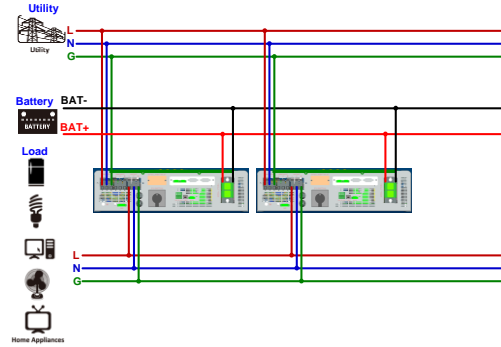 Utility
L
N
Utility
G
Battery
BAT-
BATTERY
BAT+
Load
L
N
G
Home Appliances